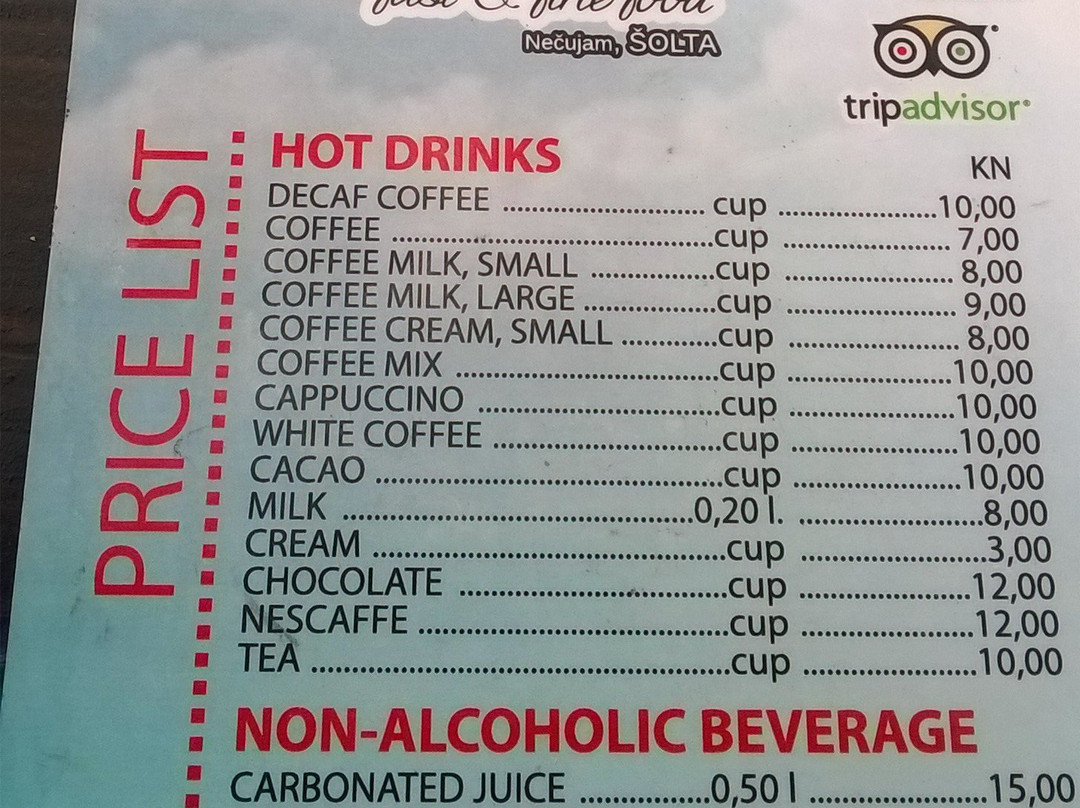 fast & fine food
Nečujam, ŠOLTA
tripadvisor®
PRICE LIST
HOT DRINKS
KN
DECAF COFFEE ........................ cup ........................10,00
COFFEE ........................cup ........................ 7,00
COFFEE MILK, SMALL ........................cup ........................ 8,00
COFFEE MILK, LARGE ........................cup ........................ 9,00
COFFEE CREAM, SMALL ........................cup ........................ 8,00
COFFEE MIX ........................cup ........................10,00
CAPPUCCINO ........................cup ........................10,00
WHITE COFFEE ........................cup ........................10,00
CACAO ........................cup ........................10,00
MILK ........................0,20 l. ........................8,00
CREAM ........................cup ........................3,00
CHOCOLATE ........................cup ........................12,00
NESCAFFE ........................cup ........................12,00
TEA ........................cup ........................10,00
NON-ALCOHOLIC BEVERAGE
CARBONATED JUICE ........................0,50 l ........................15,00